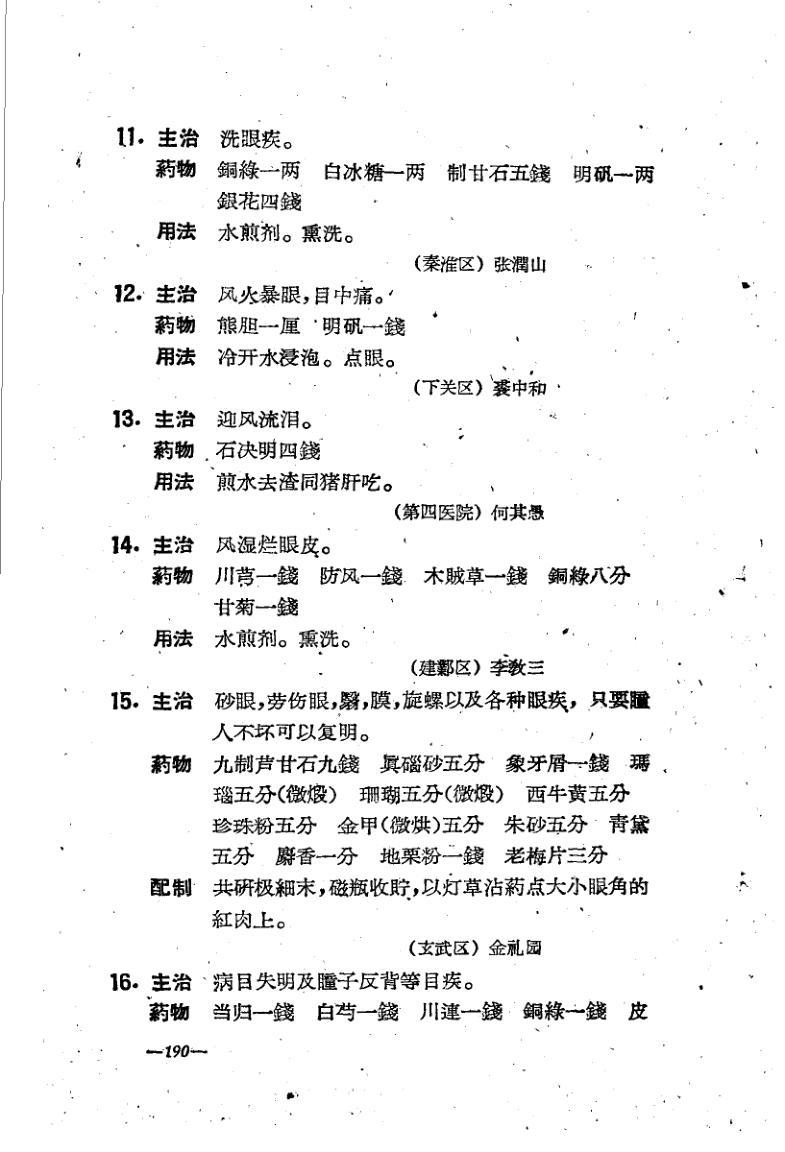 11. 主治 洗眼疾。
葯物 銅綠一两 白冰糖一两 制甘石五錢 明矾一两
銀花四錢
用法 水煎剂。熏洗。
(秦淮区) 张潤山
12. 主治 风火暴眼,目中痛。
葯物 熊胆一厘 明矾一錢
用法 冷开水浸泡。点眼。
(下关区) 裘中和
13. 主治 迎风流泪。
葯物 石决明四錢
用法 煎水去渣同猪肝吃。
(第四医院) 何其愚
14. 主治 风湿烂眼皮。
葯物 川芎一錢 防风一錢 木贼草一錢 銅綠八分
甘菊一錢
用法 水煎剂。熏洗。
(建鄴区) 李教三
15. 主治 砂眼,劳伤眼,翳,膜,旋螺以及各种眼疾,只要瞳
人不坏可以复明。
葯物 九制芦甘石九錢 眞硇砂五分 象牙屑一錢 瑪
瑙五分(微煅) 珊瑚五分(微煅) 西牛黄五分
珍珠粉五分 金甲(微烘)五分 朱砂五分 青黛
五分 麝香一分 地栗粉一錢 老梅片三分
配制 共研极細末,磁瓶收貯,以灯草沾葯点大小眼角的
紅肉上。
(玄武区) 金礼园
16. 主治 病目失明及瞳子反背等目疾。
葯物 当归一錢 白芍一錢 川連一錢 銅綠一錢 皮
—190—